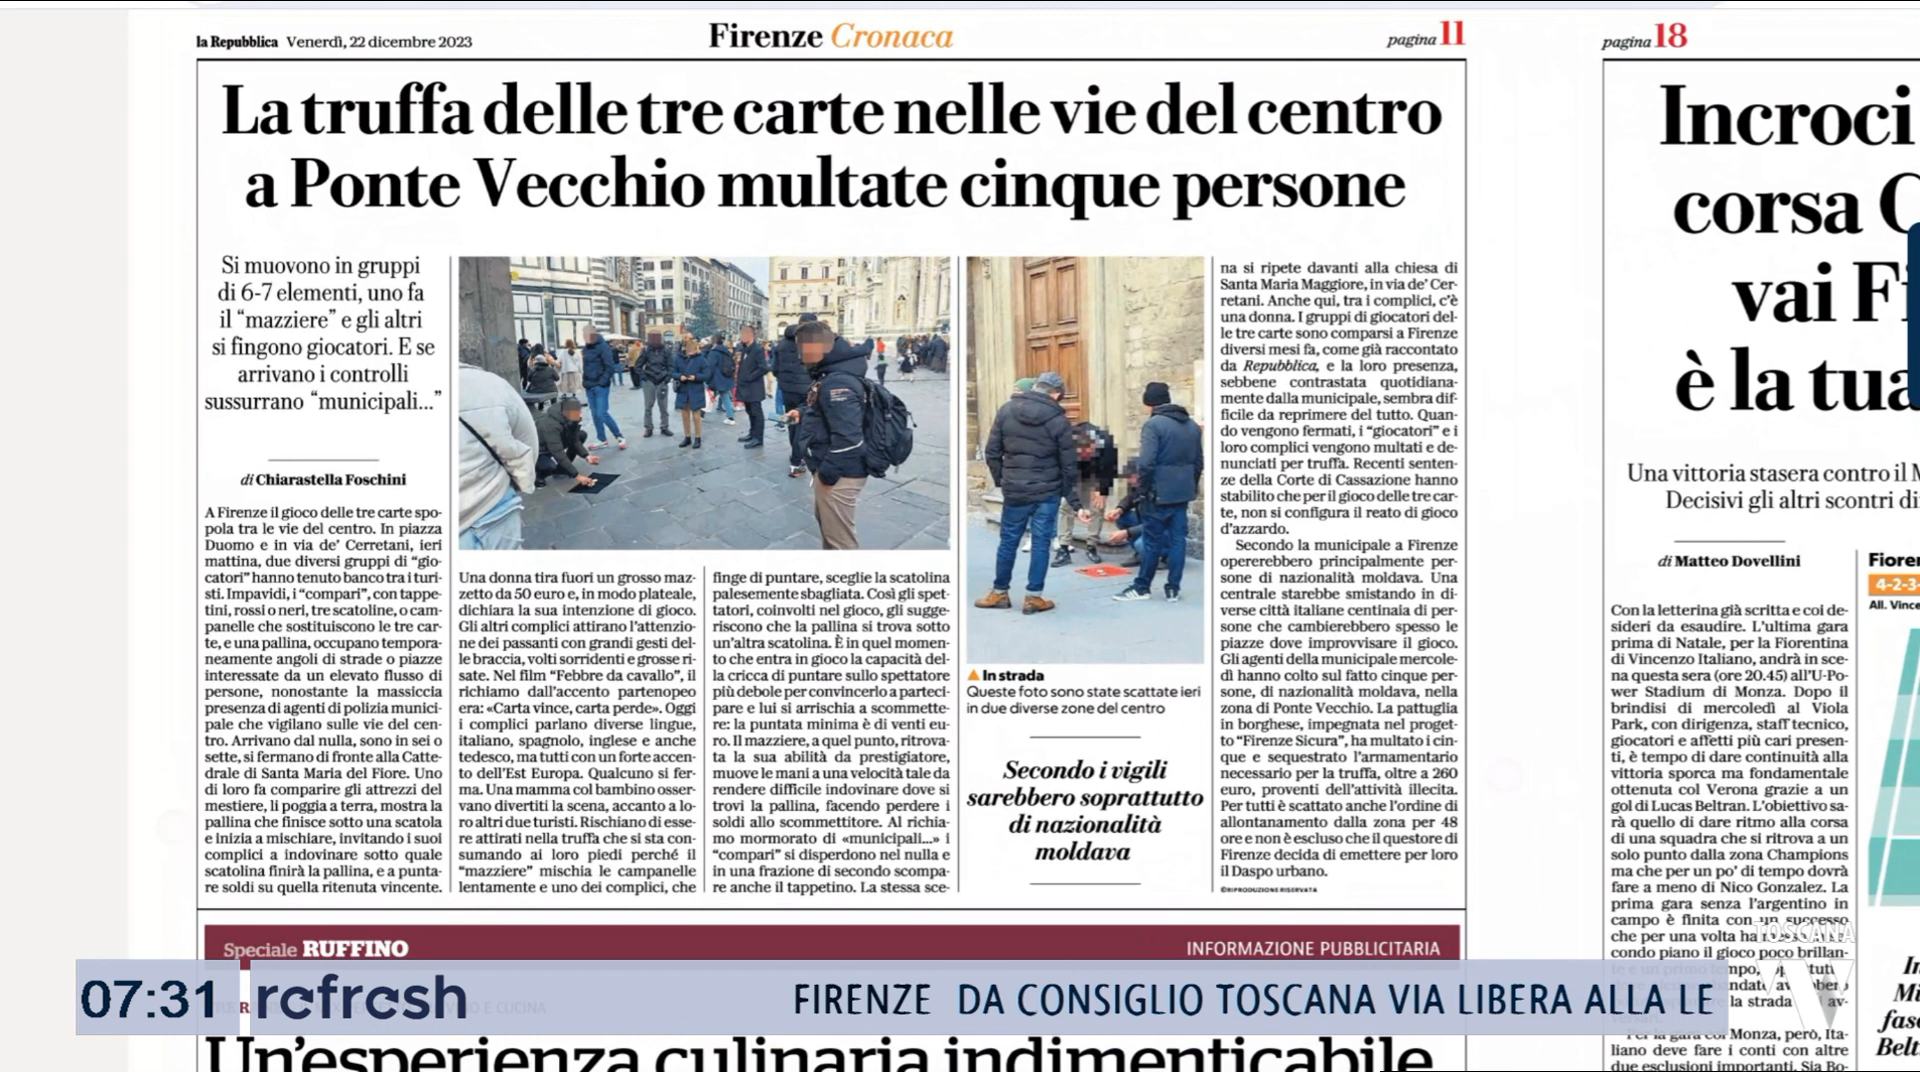 la Repubblica Venerdì, 22 dicembre 2023
Firenze Cronaca
pagina 11
La truffa delle tre carte nelle vie del centro
a Ponte Vecchio multate cinque persone
Si muovono in gruppi
di 6-7 elementi, uno fa
il “mazziere” e gli altri
si fingono giocatori. E se
arrivano i controlli
sussurrano “municipali...”
di Chiarastella Foschini
A Firenze il gioco delle tre carte spo-
pola tra le vie del centro. In piazza
Duomo e in via de’ Cerretani, ieri
mattina, due diversi gruppi di “gio-
catori” hanno tenuto banco tra i turi-
sti. Impavidi, i “compari”, con tappe-
tini, rossi o neri, tre scatoline, o cam-
panelle che sostituiscono le tre car-
te, e una pallina, occupano tempora-
neamente angoli di strade o piazze
interessate da un elevato flusso di
persone, nonostante la massiccia
presenza di agenti di polizia munici-
pale che vigilano sulle vie del cen-
tro. Arrivano dal nulla, sono in sei o
sette, si fermano di fronte alla Catte-
drale di Santa Maria del Fiore. Uno
di loro fa comparire gli attrezzi del
mestiere, li poggia a terra, mostra la
pallina che finisce sotto una scatola
e inizia a mischiare, invitando i suoi
complici a indovinare sotto quale
scatolina finirà la pallina, e a punta-
re soldi su quella ritenuta vincente.
Una donna tira fuori un grosso maz-
zetto da 50 euro e, in modo plateale,
dichiara la sua intenzione di gioco.
Gli altri complici attirano l’attenzio-
ne dei passanti con grandi gesti del-
le braccia, volti sorridenti e grosse ri-
sate. Nel film “Febbre da cavallo”, il
richiamo dall’accento partenopeo
era: «Carta vince, carta perde». Oggi
i complici parlano diverse lingue,
italiano, spagnolo, inglese e anche
tedesco, ma tutti con un forte accen-
to dell’Est Europa. Qualcuno si fer-
ma. Una mamma col bambino osser-
vano divertiti la scena, accanto a lo-
ro altri due turisti. Rischiano di esse-
re attirati nella truffa che si sta con-
sumando ai loro piedi perché il
“mazziere” mischia le campanelle
lentamente e uno dei complici, che
finge di puntare, sceglie la scatolina
palesemente sbagliata. Così gli spet-
tatori, coinvolti nel gioco, gli sugge-
riscono che la pallina si trova sotto
un’altra scatolina. È in quel momen-
to che entra in gioco la capacità del-
la cricca di puntare sullo spettatore
più debole per convincerlo a parteci-
pare e lui si arrischia a scommette-
re: la puntata minima è di venti eu-
ro. Il mazziere, a quel punto, ritrova-
ta la sua abilità da prestigiatore,
muove le mani a una velocità tale da
rendere difficile indovinare dove si
trovi la pallina, facendo perdere i
soldi allo scommettitore. Al richia-
mo mormorato di «municipali...» i
“compari” si disperdono nel nulla e
in una frazione di secondo scompa-
re anche il tappetino. La stessa sce-
In strada
Queste foto sono state scattate ieri
in due diverse zone del centro
Secondo i vigili
sarebbero soprattutto
di nazionalità
moldava
na si ripete davanti alla chiesa di
Santa Maria Maggiore, in via de’ Cer-
retani. Anche qui, tra i complici, c’è
una donna. I gruppi di giocatori del-
le tre carte sono comparsi a Firenze
diversi mesi fa, come già raccontato
da Repubblica, e la loro presenza,
sebbene contrastata quotidiana-
mente dalla municipale, sembra dif-
ficile da reprimere del tutto. Quan-
do vengono fermati, i “giocatori” e i
loro complici vengono multati e de-
nunciati per truffa. Recenti senten-
ze della Corte di Cassazione hanno
stabilito che per il gioco delle tre car-
te, non si configura il reato di gioco
d’azzardo.
Secondo la municipale a Firenze
opererebbero principalmente per-
sone di nazionalità moldava. Una
centrale starebbe smistando in di-
verse città italiane centinaia di per-
sone che cambierebbero spesso le
piazze dove improvvisare il gioco.
Gli agenti della municipale mercole-
dì hanno colto sul fatto cinque per-
sone, di nazionalità moldava, nella
zona di Ponte Vecchio. La pattuglia
in borghese, impegnata nel proget-
to “Firenze Sicura”, ha multato i cin-
que e sequestrato l’armamentario
necessario per la truffa, oltre a 260
euro, proventi dell’attività illecita.
Per tutti è scattato anche l’ordine di
allontanamento dalla zona per 48
ore e non è escluso che il questore di
Firenze decida di emettere per loro
il Daspo urbano.
©RIPRODUZIONE RISERVATA
Speciale RUFFINO
INFORMAZIONE PUBBLICITARIA
Un’esperienza culinaria indimenticabile
pagina 18
Incroci
corsa C
vai Fi
è la tua
Una vittoria stasera contro il M
Decisivi gli altri scontri di
di Matteo Dovellini
Con la letterina già scritta e coi de-
sideri da esaudire. L’ultima gara
prima di Natale, per la Fiorentina
di Vincenzo Italiano, andrà in sce-
na questa sera (ore 20.45) all’U-Po-
wer Stadium di Monza. Dopo il
brindisi di mercoledì al Viola
Park, con dirigenza, staff tecnico,
giocatori e affetti più cari presen-
ti, è tempo di dare continuità alla
vittoria sporca ma fondamentale
ottenuta col Verona grazie a un
gol di Lucas Beltran. L’obiettivo sa-
rà quello di dare ritmo alla corsa
di una squadra che si ritrova a un
solo punto dalla zona Champions
ma che per un po’ di tempo dovrà
fare a meno di Nico Gonzalez. La
prima gara senza l’argentino in
campo è finita con un successo
che per una volta ha
condo piano il gioco poco brillan-
la strada
Monza, però, Ita-
liano deve fare i conti con altre
due esclusioni importanti. Sia Bo-
Fioren
4-2-3-
All. Vince
In
Mi
fasc
Belt
TOSCANA
07:31 rafrash
FIRENZE DA CONSIGLIO TOSCANA VIA LIBERA ALLA LE